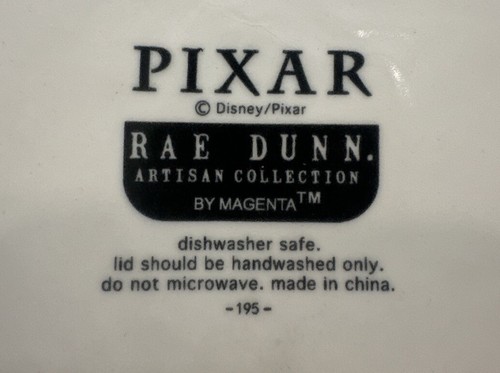 PIXAR
© Disney/Pixar
RAE DUNN.
ARTISAN COLLECTION
BY MAGENTA™
dishwasher safe.
lid should be handwashed only.
do not microwave. made in china.
-195-